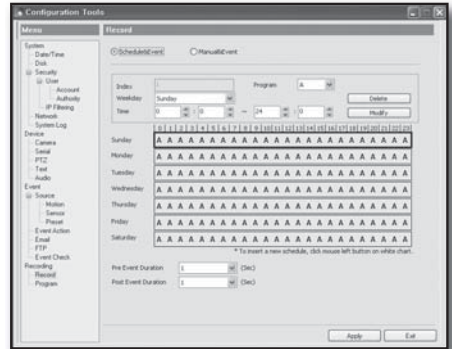 Configuration Tools
Menu
Record
System
Date/Time
Disk
Security
User
Account
Authority
IP Filtering
Network
System Log
Device
Camera
Serial
PTZ
Text
Audio
Event
Source
Motion
Sensor
Preset
Event Action
Email
FTP
Event Check
Recording
Record
Program
Schedule&Event Manual&Event
Index 1 Program A
Weekday Sunday Delete
Time 0 : 0 ~ 24 : 0 Modify
0 1 2 3 4 5 6 7 8 9 10 11 12 13 14 15 16 17 18 19 20 21 22 23
Sunday A A A A A A A A A A A A A A A A A A A A A A A A
Monday A A A A A A A A A A A A A A A A A A A A A A A A
Tuesday A A A A A A A A A A A A A A A A A A A A A A A A
Wednesday A A A A A A A A A A A A A A A A A A A A A A A A
Thursday A A A A A A A A A A A A A A A A A A A A A A A A
Friday A A A A A A A A A A A A A A A A A A A A A A A A
Saturday A A A A A A A A A A A A A A A A A A A A A A A A
* To insert a new schedule, click mouse left button on white chart.
Pre Event Duration 1 (Sec)
Post Event Duration 1 (Sec)
Apply Exit